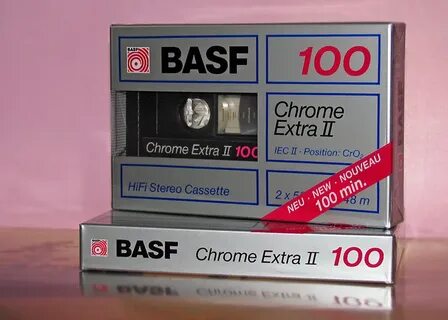 BASF 100
Chrome
Extra II
IEC II · Position: CrO₂
Chrome Extra II 100
HiFi Stereo Cassette
2 x 48 m
NEU · NEW · NOUVEAU
100 min.
BASF Chrome Extra II 100